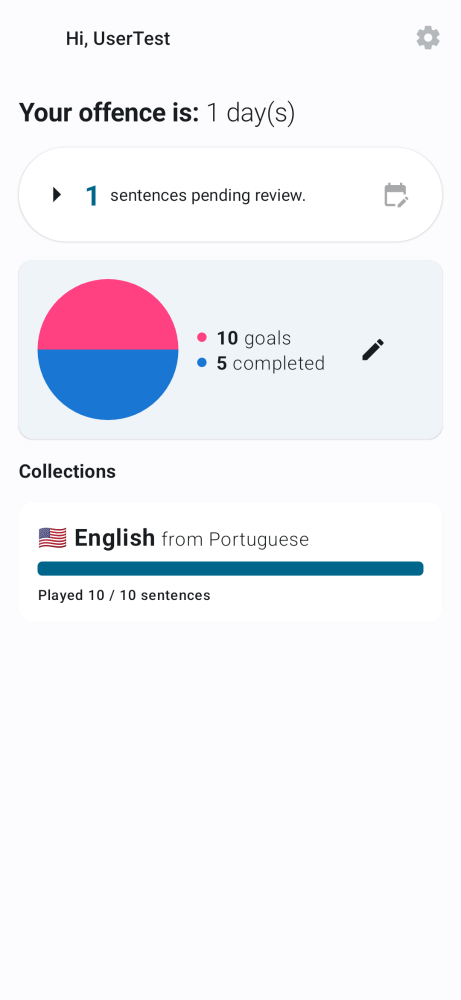 Hi, UserTest
Your offence is: 1 day(s)
1 sentences pending review.
10 goals
5 completed
Collections
English from Portuguese
Played 10 / 10 sentences